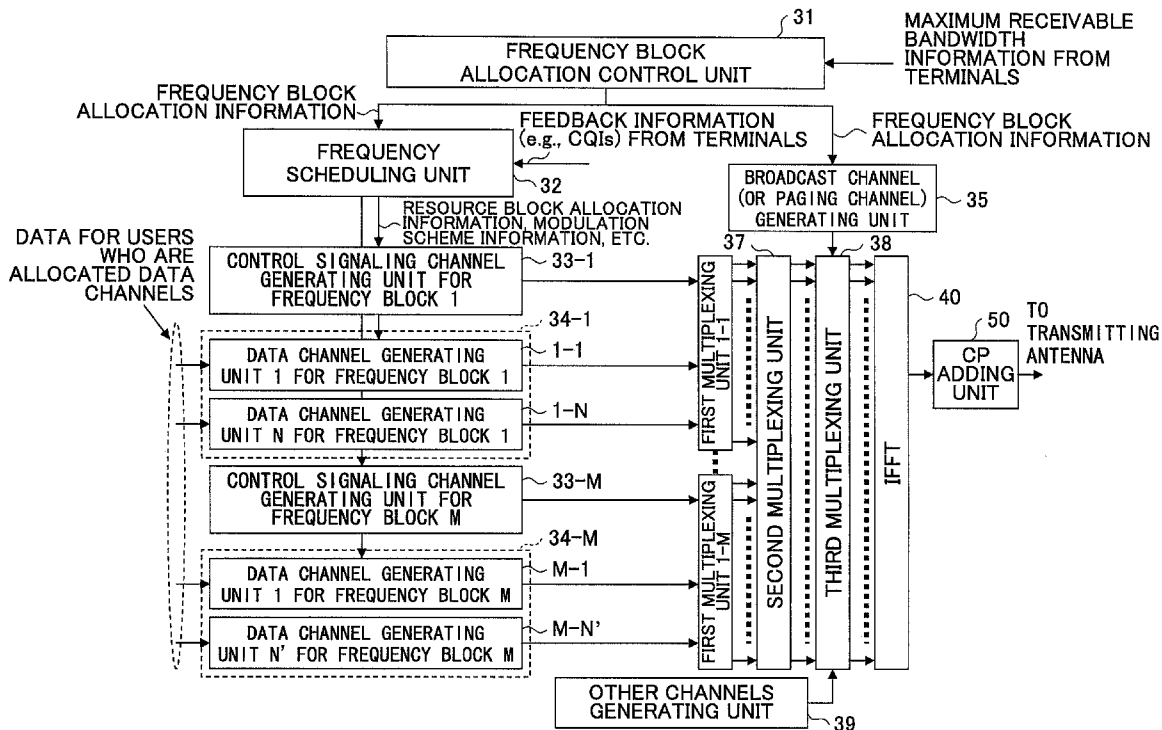 31
FREQUENCY BLOCK
ALLOCATION CONTROL UNIT
MAXIMUM RECEIVABLE
BANDWIDTH
INFORMATION FROM
TERMINALS
FREQUENCY BLOCK
ALLOCATION INFORMATION
FEEDBACK INFORMATION
(e.g., CQIs) FROM TERMINALS
FREQUENCY BLOCK
ALLOCATION INFORMATION
FREQUENCY
SCHEDULING UNIT
32
BROADCAST CHANNEL
(OR PAGING CHANNEL)
GENERATING UNIT
35
RESOURCE BLOCK ALLOCATION
INFORMATION, MODULATION
SCHEME INFORMATION, ETC.
DATA FOR USERS
WHO ARE
ALLOCATED DATA
CHANNELS
CONTROL SIGNALING CHANNEL
GENERATING UNIT FOR
FREQUENCY BLOCK 1
33-1
34-1
DATA CHANNEL GENERATING
UNIT 1 FOR FREQUENCY BLOCK 1
1-1
DATA CHANNEL GENERATING
UNIT N FOR FREQUENCY BLOCK 1
1-N
CONTROL SIGNALING CHANNEL
GENERATING UNIT FOR
FREQUENCY BLOCK M
33-M
34-M
DATA CHANNEL GENERATING
UNIT 1 FOR FREQUENCY BLOCK M
M-1
DATA CHANNEL GENERATING
UNIT N' FOR FREQUENCY BLOCK M
M-N'
FIRST MULTIPLEXING
UNIT 1-1
FIRST MULTIPLEXING
UNIT 1-M
37
SECOND MULTIPLEXING UNIT
38
THIRD MULTIPLEXING UNIT
IFFT
40
50
CP
ADDING
UNIT
TO
TRANSMITTING
ANTENNA
OTHER CHANNELS
GENERATING UNIT
39